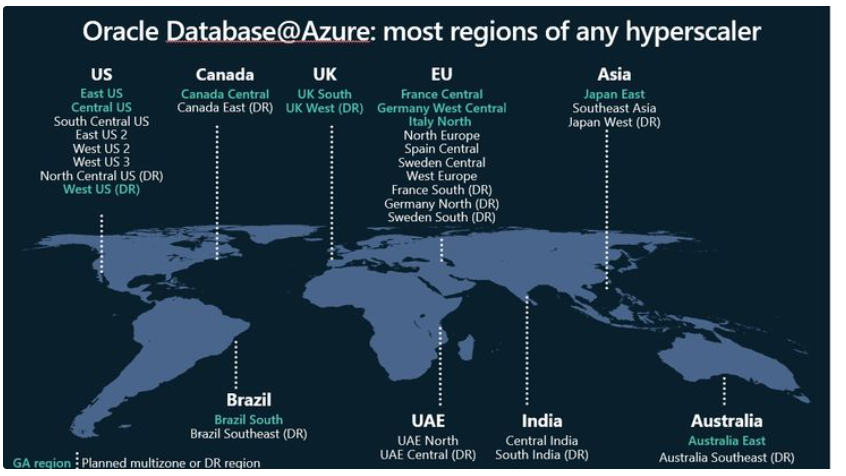 Oracle Database@Azure: most regions of any hyperscaler
US
East US
Central US
South Central US
East US 2
West US 2
West US 3
North Central US (DR)
West US (DR)
Canada
Canada Central
Canada East (DR)
UK
UK South
UK West (DR)
EU
France Central
Germany West Central
Italy North
North Europe
Spain Central
Sweden Central
West Europe
France South (DR)
Germany North (DR)
Sweden South (DR)
Asia
Japan East
Southeast Asia
Japan West (DR)
Brazil
Brazil South
Brazil Southeast (DR)
UAE
UAE North
UAE Central (DR)
India
Central India
South India (DR)
Australia
Australia East
Australia Southeast (DR)
GA region
Planned multizone or DR region